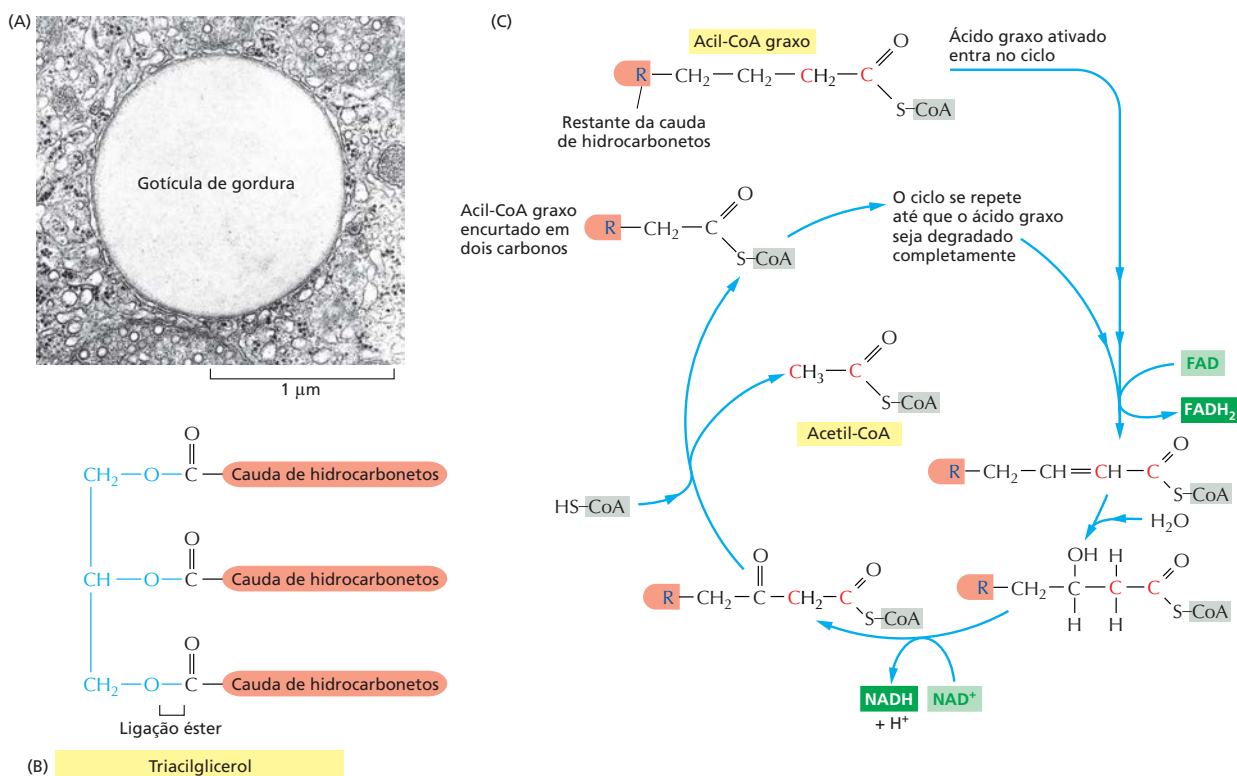 (A)
Gotícula de gordura
1 μm
O
CH₂—O—C—Cauda de hidrocarbonetos
O
CH—O—C—Cauda de hidrocarbonetos
O
CH₂—O—C—Cauda de hidrocarbonetos
Ligação éster
(B) Triacilglicerol
(C)
Acil-CoA graxo
O
R—CH₂—CH₂—CH₂—C
S–CoA
Restante da cauda
de hidrocarbonetos
Ácido graxo ativado
entra no ciclo
Acil-CoA graxo
encurtado em
dois carbonos
O
R—CH₂—C
S–CoA
O ciclo se repete
até que o ácido graxo
seja degradado
completamente
O
CH₃—C
S–CoA
Acetil-CoA
FAD
FADH₂
O
R—CH₂—CH=CH—C
S–CoA
H₂O
HS–CoA
OH H O
R—CH₂—C—C—C
H H S–CoA
O O
R—CH₂—C—CH₂—C
S–CoA
NADH NAD⁺
+ H⁺